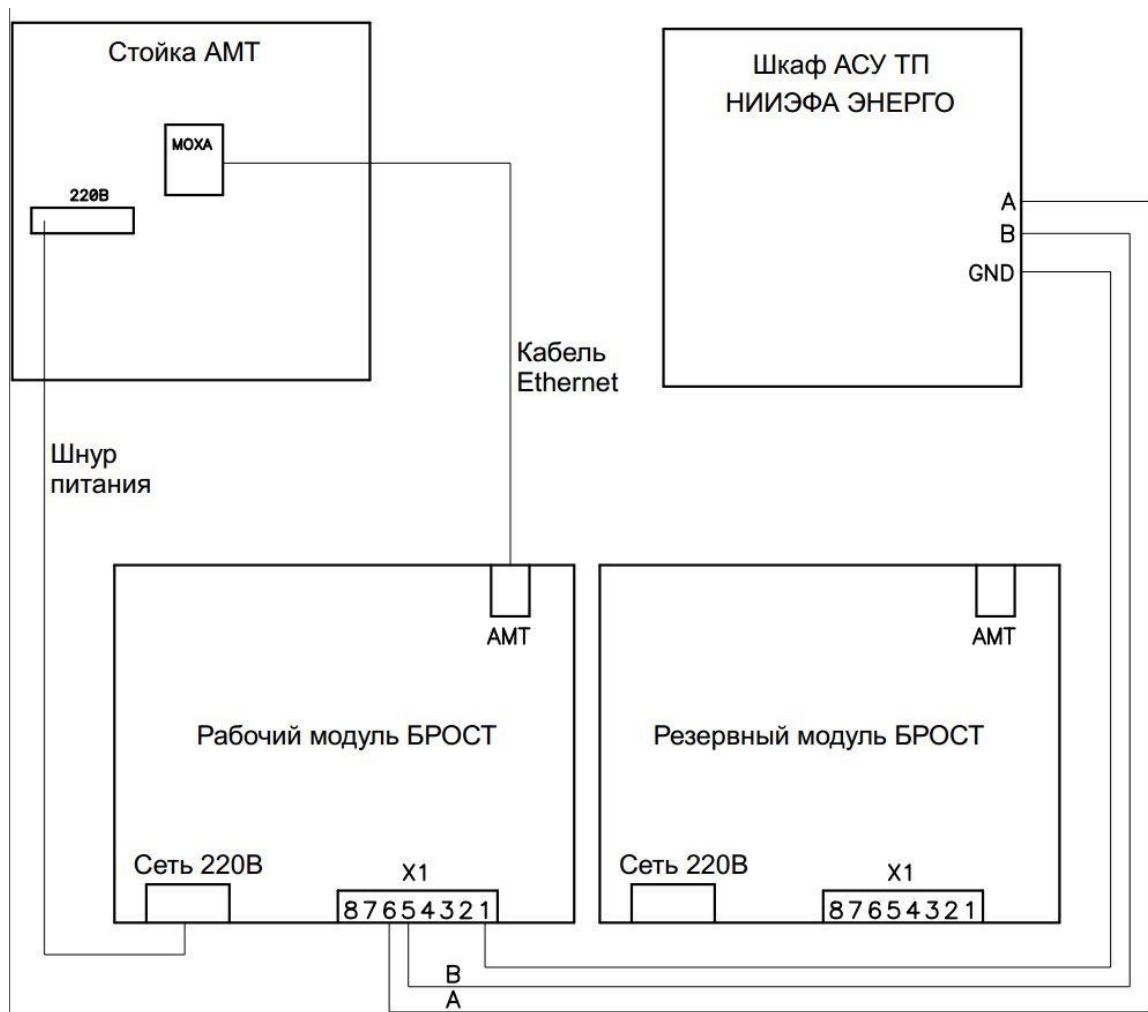 Стойка АМТ
MOXA
220В
Шкаф АСУ ТП
НИИЭФА ЭНЕРГО
A
B
GND
Кабель
Ethernet
Шнур
питания
АМТ
Рабочий модуль БРОСТ
Сеть 220В
X1
87654321
АМТ
Резервный модуль БРОСТ
Сеть 220В
X1
87654321
B
A